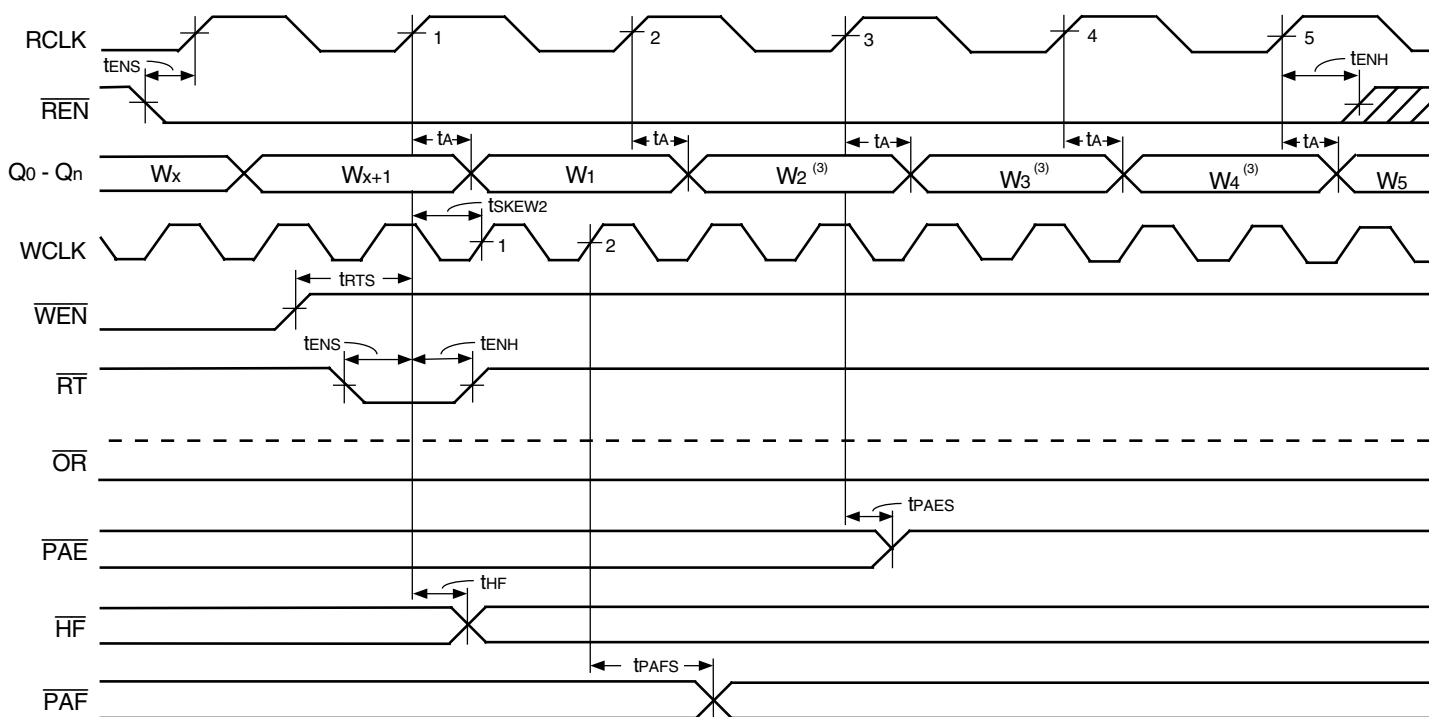 RCLK
1
2
3
4
5
tENS
tENH
REN
tA
tA
tA
tA
tA
Q0 - Qn
Wx
Wx+1
W1
W2 (3)
W3 (3)
W4 (3)
W5
tSKEW2
WCLK
1
2
tRTS
WEN
tENS
tENH
RT
OR
tPAES
PAE
tHF
HF
tPAFS
PAF